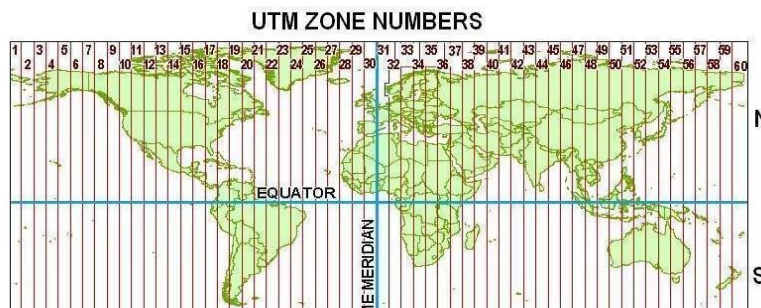 UTM ZONE NUMBERS
1 3 5 7 9 11 13 15 17 19 21 23 25 27 29 31 33 35 37 39 41 43 45 47 49 51 53 55 57 59
2 4 6 8 10 12 14 16 18 20 22 24 26 28 30 32 34 36 38 40 42 44 46 48 50 52 54 56 58 60
N
EQUATOR
S